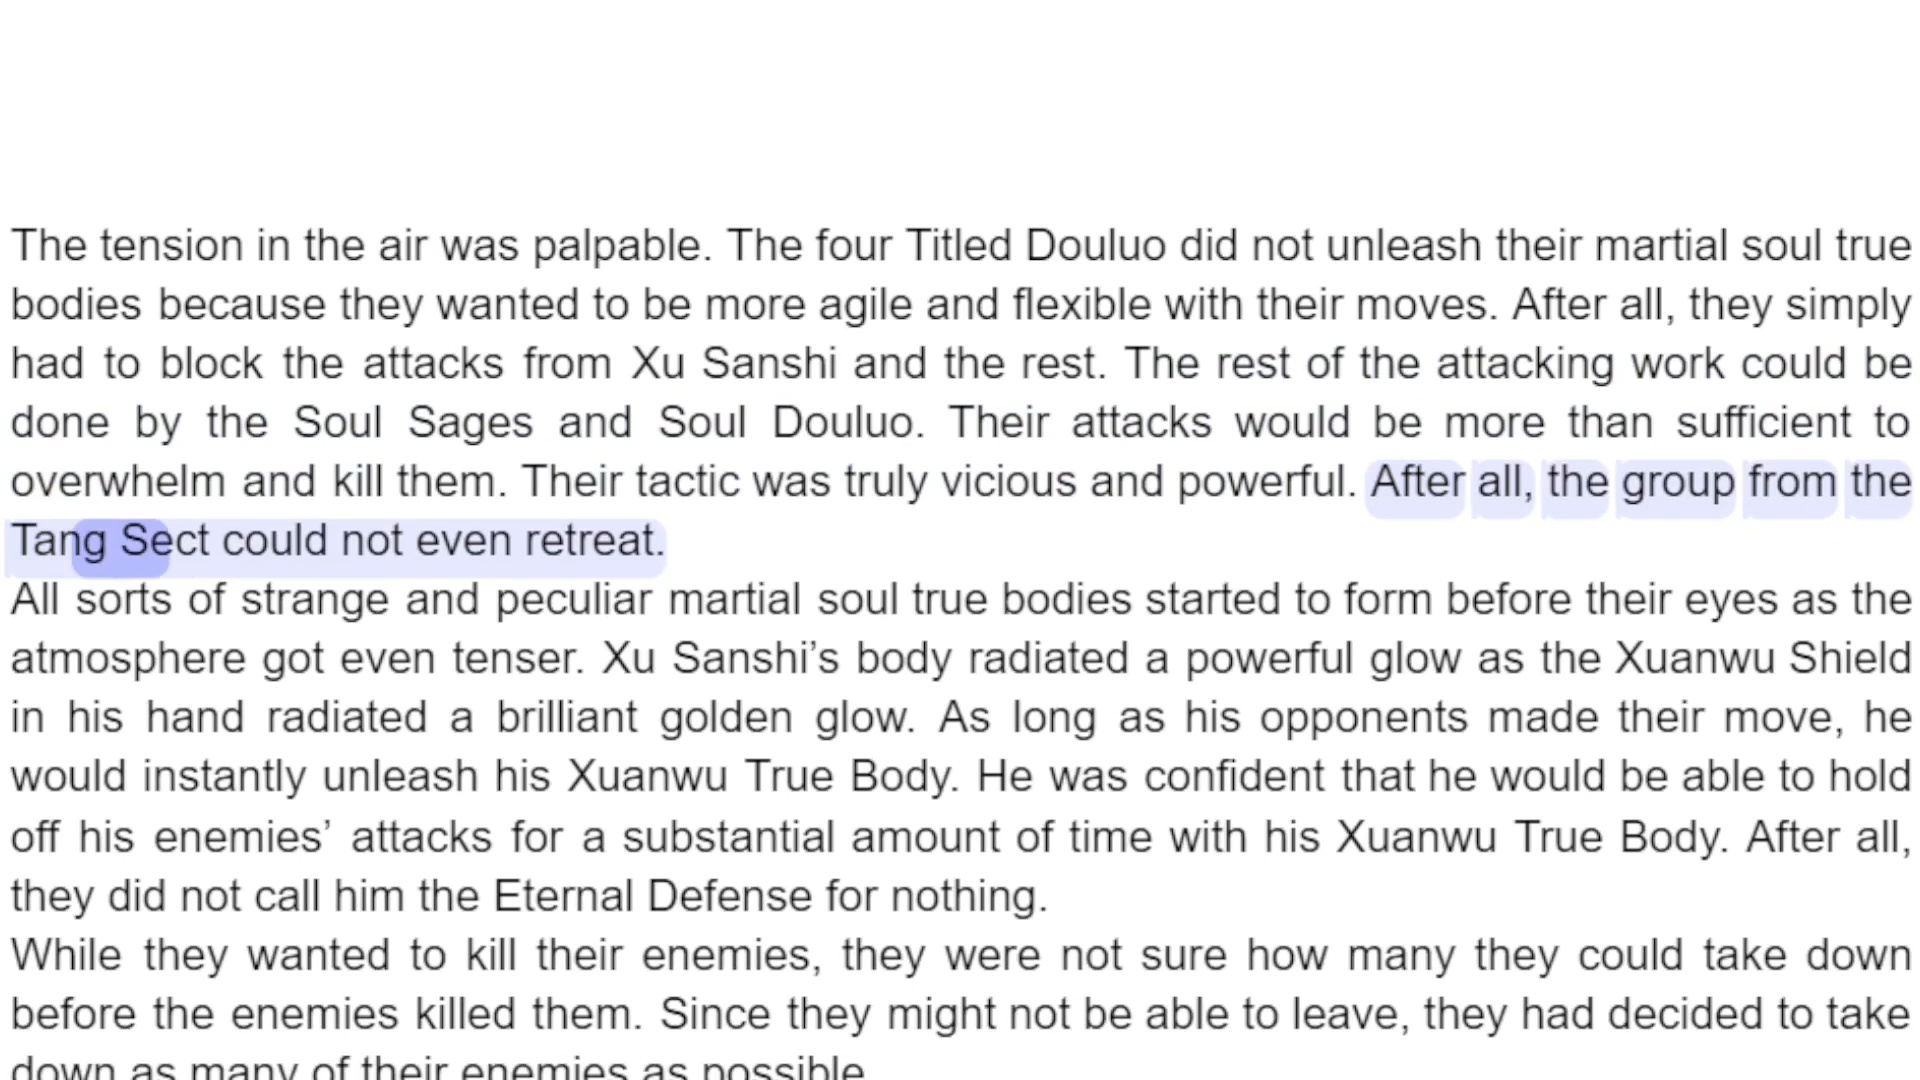 The tension in the air was palpable. The four Titled Douluo did not unleash their martial soul true
bodies because they wanted to be more agile and flexible with their moves. After all, they simply
had to block the attacks from Xu Sanshi and the rest. The rest of the attacking work could be
done by the Soul Sages and Soul Douluo. Their attacks would be more than sufficient to
overwhelm and kill them. Their tactic was truly vicious and powerful. After all, the group from the
Tang Sect could not even retreat.
All sorts of strange and peculiar martial soul true bodies started to form before their eyes as the
atmosphere got even tenser. Xu Sanshi’s body radiated a powerful glow as the Xuanwu Shield
in his hand radiated a brilliant golden glow. As long as his opponents made their move, he
would instantly unleash his Xuanwu True Body. He was confident that he would be able to hold
off his enemies’ attacks for a substantial amount of time with his Xuanwu True Body. After all,
they did not call him the Eternal Defense for nothing.
While they wanted to kill their enemies, they were not sure how many they could take down
before the enemies killed them. Since they might not be able to leave, they had decided to take
down as many of their enemies as possible.